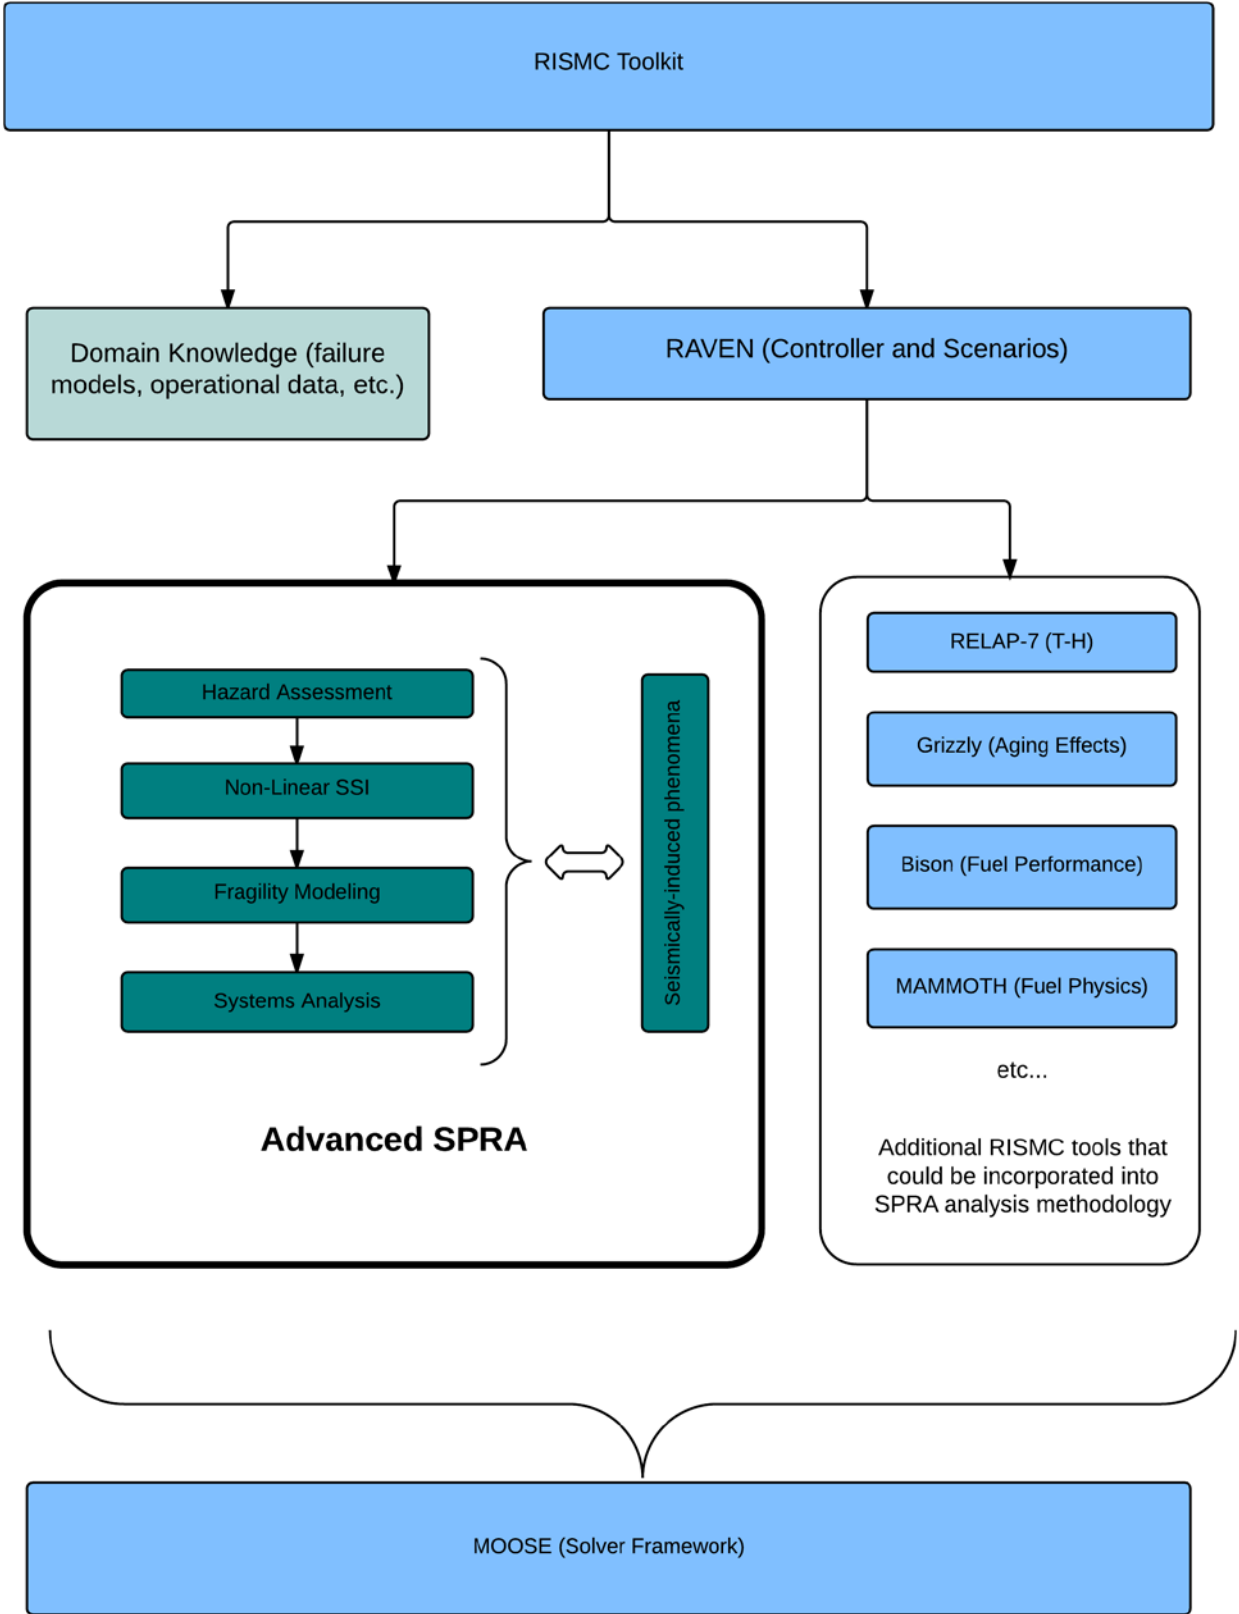 RISMC Toolkit
Domain Knowledge (failure
models, operational data, etc.)
RAVEN (Controller and Scenarios)
Hazard Assessment
Non-Linear SSI
Fragility Modeling
Systems Analysis
Seismically-induced phenomena
Advanced SPRA
RELAP-7 (T-H)
Grizzly (Aging Effects)
Bison (Fuel Performance)
MAMMOTH (Fuel Physics)
etc...
Additional RISMC tools that
could be incorporated into
SPRA analysis methodology
MOOSE (Solver Framework)